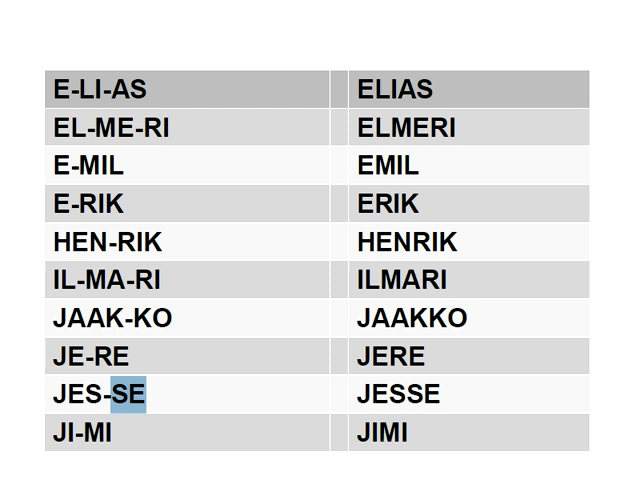 E-LI-AS ELIAS
EL-ME-RI ELMERI
E-MIL EMIL
E-RIK ERIK
HEN-RIK HENRIK
IL-MA-RI ILMARI
JAAK-KO JAAKKO
JE-RE JERE
JES-SE JESSE
JI-MI JIMI